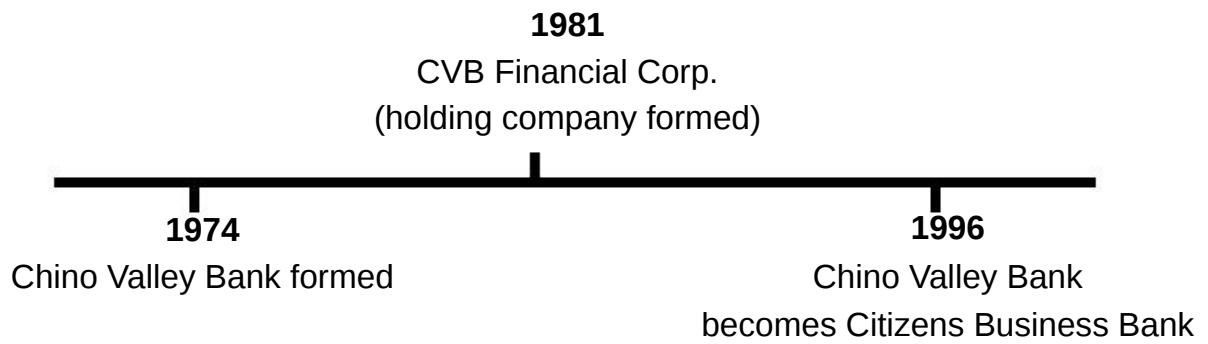 1981
CVB Financial Corp.
(holding company formed)
1974
Chino Valley Bank formed
1996
Chino Valley Bank
becomes Citizens Business Bank